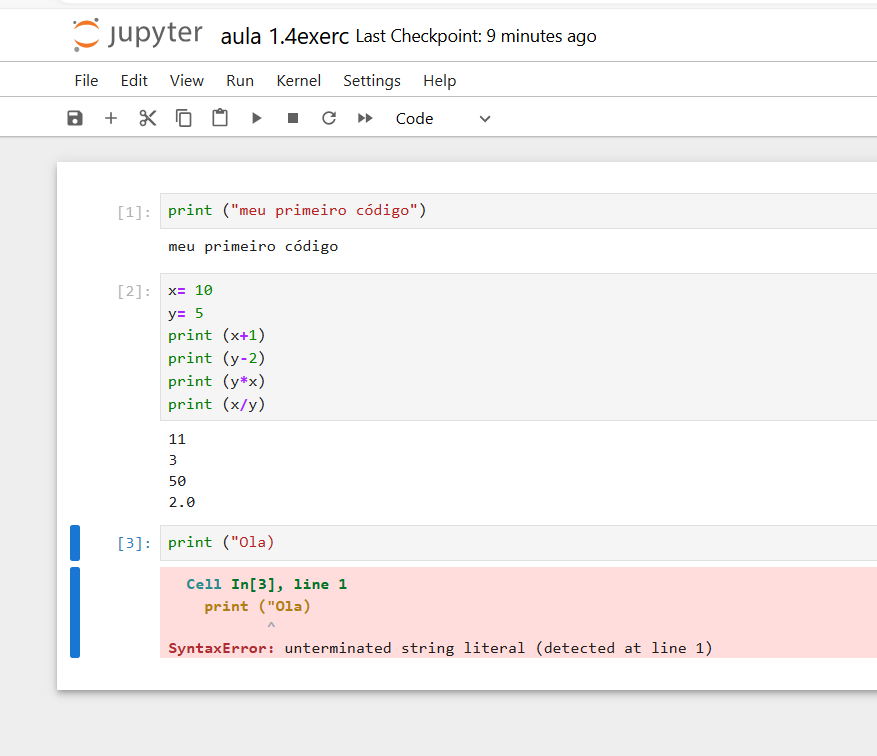 jupyter aula 1.4exerc Last Checkpoint: 9 minutes ago
File Edit View Run Kernel Settings Help
Code
[1]: print ("meu primeiro código")
meu primeiro código
[2]: x= 10
y= 5
print (x+1)
print (y-2)
print (y*x)
print (x/y)
11
3
50
2.0
[3]: print ("Ola)
Cell In[3], line 1
print ("Ola)
^
SyntaxError: unterminated string literal (detected at line 1)